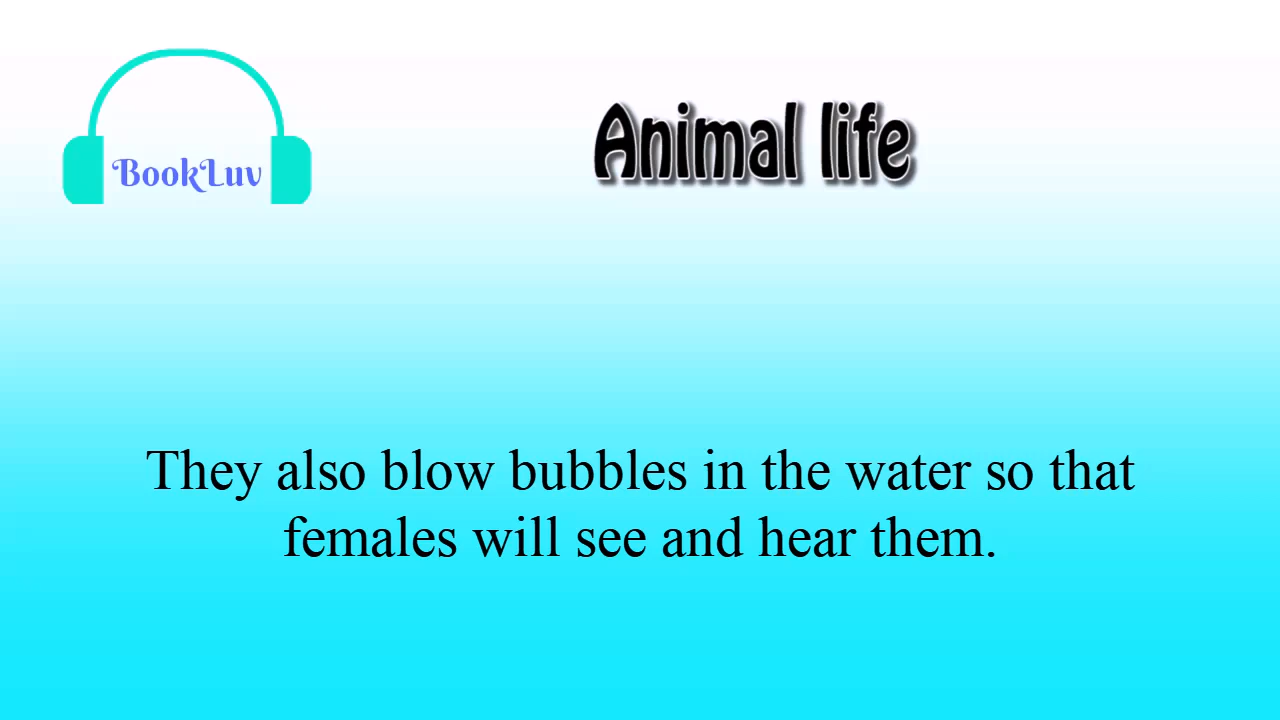 BookLuv
Animal life
They also blow bubbles in the water so that
females will see and hear them.